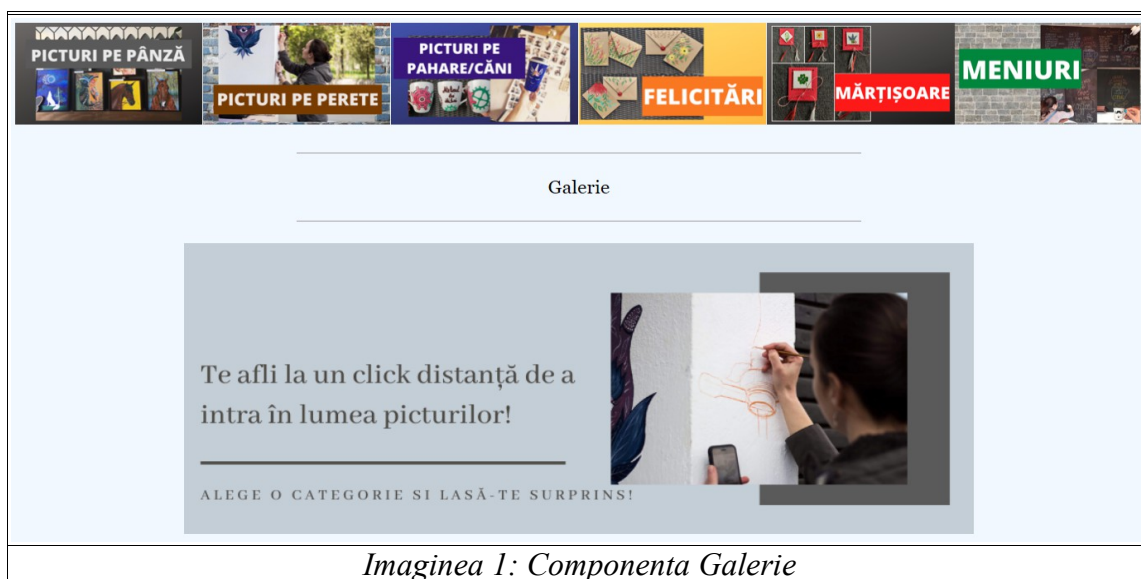 PICTURI PE PÂNZĂ
PICTURI PE PERETE
PICTURI PE
PAHARE/CĂNI
FELICITĂRI
MĂRȚIȘOARE
MENIURI
Galerie
Te afli la un click distanță de a
intra în lumea picturilor!
ALEGE O CATEGORIE SI LASĂ-TE SURPRINS!
Imaginea 1: Componenta Galerie